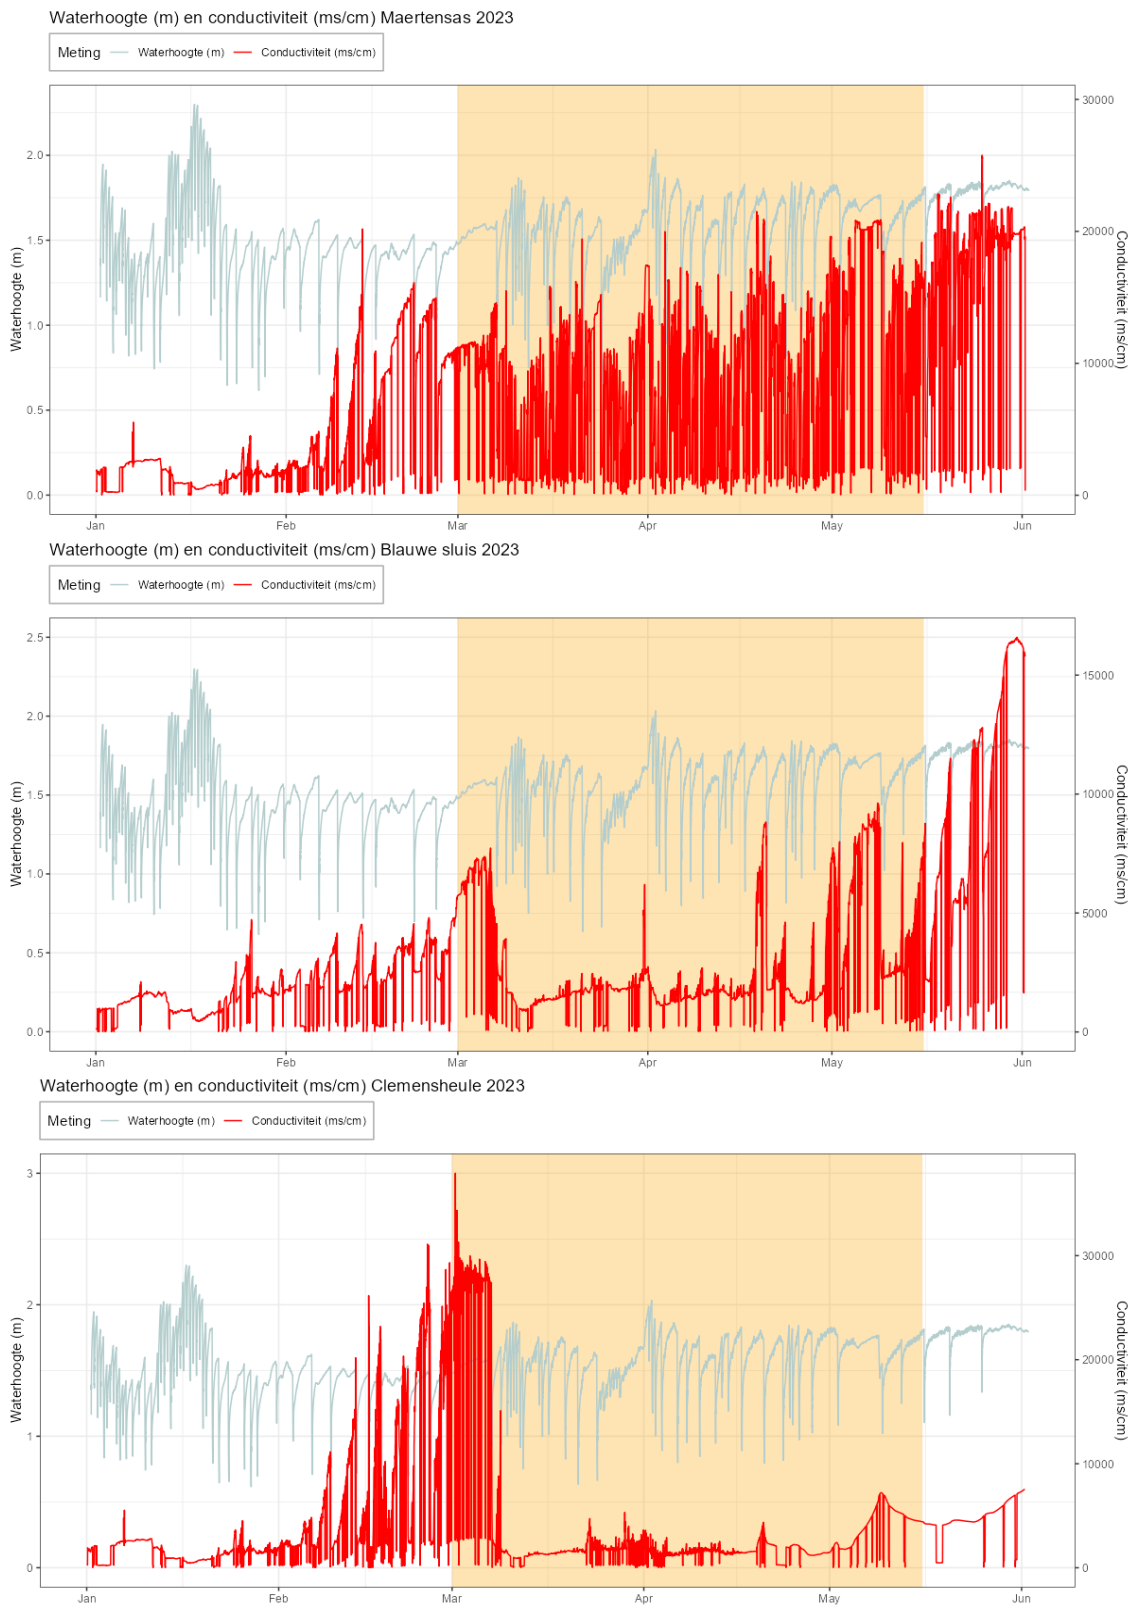 Waterhoogte (m) en conductiviteit (ms/cm) Maertensas 2023
Meting Waterhoogte (m) Conductiviteit (ms/cm)
30000
2.0
1.5
20000
Waterhoogte (m)
Conductiviteit (ms/cm)
1.0
10000
0.5
0.0
0
Jan Feb Mar Apr May Jun
Waterhoogte (m) en conductiviteit (ms/cm) Blauwe sluis 2023
Meting Waterhoogte (m) Conductiviteit (ms/cm)
2.5
15000
2.0
1.5
10000
Waterhoogte (m)
Conductiviteit (ms/cm)
1.0
5000
0.5
0.0
0
Jan Feb Mar Apr May Jun
Waterhoogte (m) en conductiviteit (ms/cm) Clemensheule 2023
Meting Waterhoogte (m) Conductiviteit (ms/cm)
3
30000
2
20000
Waterhoogte (m)
Conductiviteit (ms/cm)
1
10000
0
0
Jan Feb Mar Apr May Jun